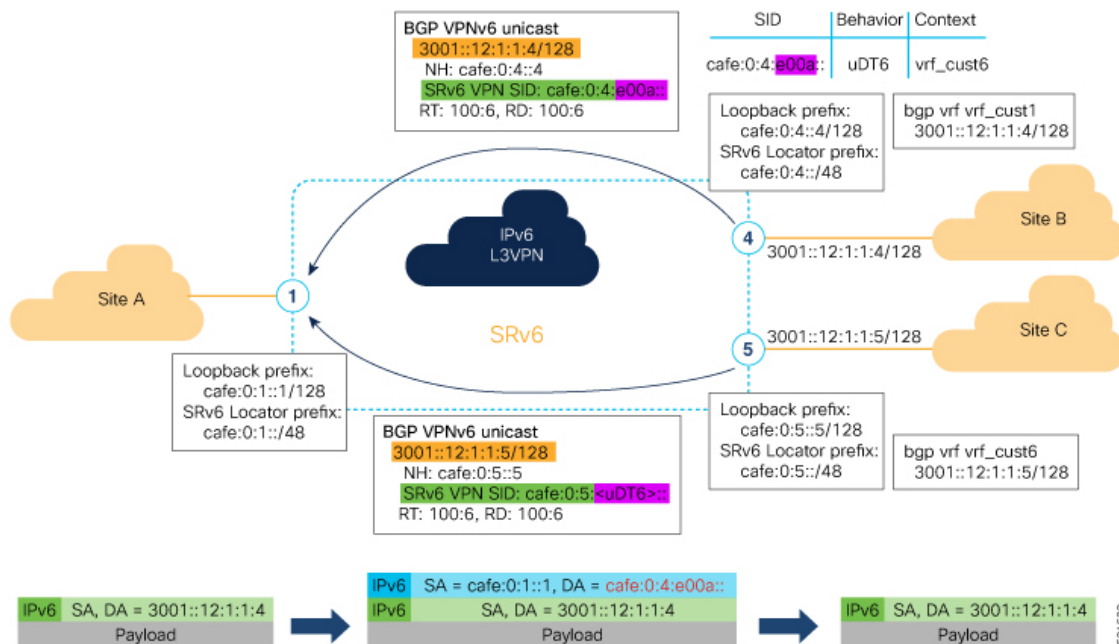 BGP VPNv6 unicast
3001::12:1:1:4/128
NH: cafe:0:4::4
SRv6 VPN SID: cafe:0:4:e00a::
RT: 100:6, RD: 100:6
SID Behavior Context
cafe:0:4:e00a:: uDT6 vrf_cust6
Loopback prefix:
cafe:0:4::4/128
SRv6 Locator prefix:
cafe:0:4::/48
bgp vrf vrf_cust1
3001::12:1:1:4/128
IPv6
L3VPN
Site A
1
4
3001::12:1:1:4/128
Site B
SRv6
5
3001::12:1:1:5/128
Site C
Loopback prefix:
cafe:0:1::1/128
SRv6 Locator prefix:
cafe:0:1::/48
BGP VPNv6 unicast
3001::12:1:1:5/128
NH: cafe:0:5::5
SRv6 VPN SID: cafe:0:5:<uDT6>::
RT: 100:6, RD: 100:6
Loopback prefix:
cafe:0:5::5/128
SRv6 Locator prefix:
cafe:0:5::/48
bgp vrf vrf_cust6
3001::12:1:1:5/128
IPv6 SA, DA = 3001::12:1:1:4
Payload
IPv6 SA = cafe:0:1::1, DA = cafe:0:4:e00a::
IPv6 SA, DA = 3001::12:1:1:4
Payload
IPv6 SA, DA = 3001::12:1:1:4
Payload